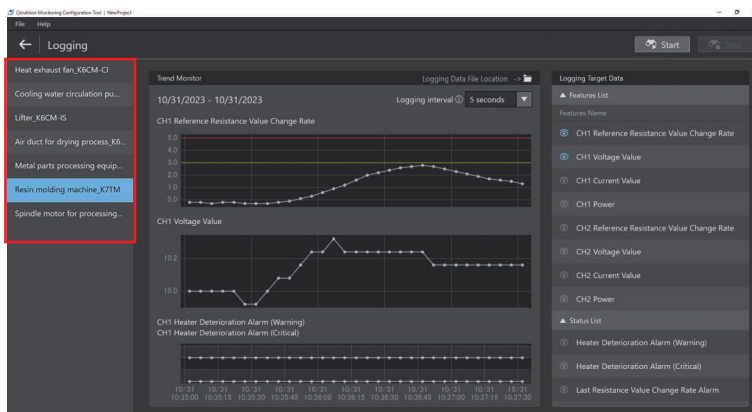 Condition Monitoring Configuration Tool | NewProject
File Help
Logging
Start
Stop
Heat exhaust fan_K6CM-CI
Cooling water circulation pu...
Lifter_K6CM-IS
Air duct for drying process_K6...
Metal parts processing equip...
Resin molding machine_K7TM
Spindle motor for processing...
Trend Monitor
Logging Data File Location ->
10/31/2023 - 10/31/2023
Logging interval 5 seconds
CH1 Reference Resistance Value Change Rate
5.0
4.0
3.0
2.0
1.0
0.0
CH1 Voltage Value
10.2
10.0
CH1 Heater Deterioration Alarm (Warning)
CH1 Heater Deterioration Alarm (Critical)
10/31 10/31 10/31 10/31 10/31 10/31 10/31 10/31 10/31 10/31 10/31
10:35:00 10:35:15 10:35:30 10:35:45 10:36:00 10:36:15 10:36:30 10:36:45 10:37:00 10:37:15 10:37:30
Logging Target Data
Features List
Features Name
CH1 Reference Resistance Value Change Rate
CH1 Voltage Value
CH1 Current Value
CH1 Power
CH2 Reference Resistance Value Change Rate
CH2 Voltage Value
CH2 Current Value
CH2 Power
Status List
Heater Deterioration Alarm (Warning)
Heater Deterioration Alarm (Critical)
Last Resistance Value Change Rate Alarm